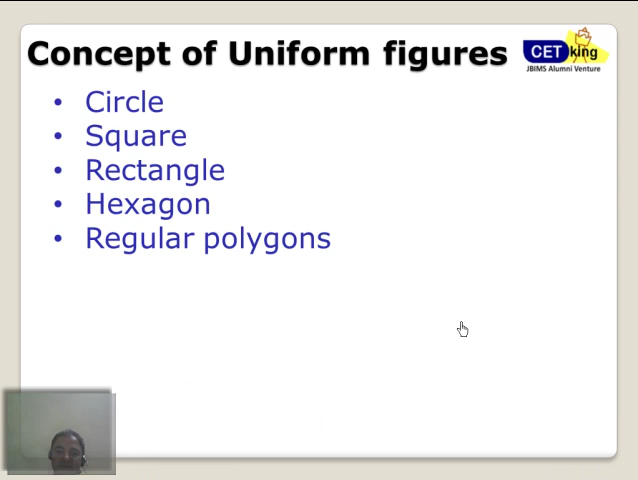 Concept of Uniform figures
CET king
JBIMS Alumni Venture
• Circle
• Square
• Rectangle
• Hexagon
• Regular polygons